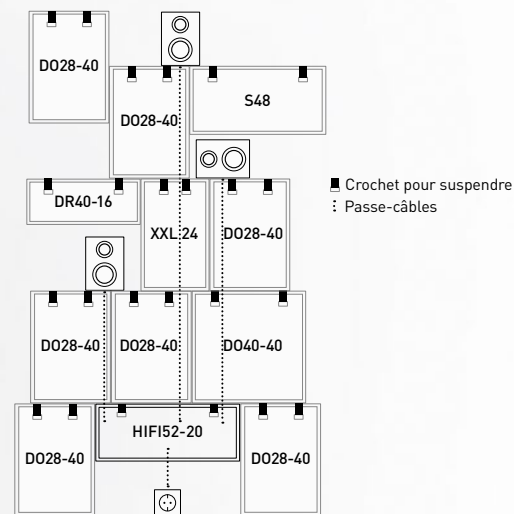 DO28-40
DO28-40
S48
DR40-16
XXL 24
DO28-40
Crochet pour suspendre
Passe-câbles
DO28-40
DO28-40
DO40-40
DO28-40
HIFI52-20
DO28-40